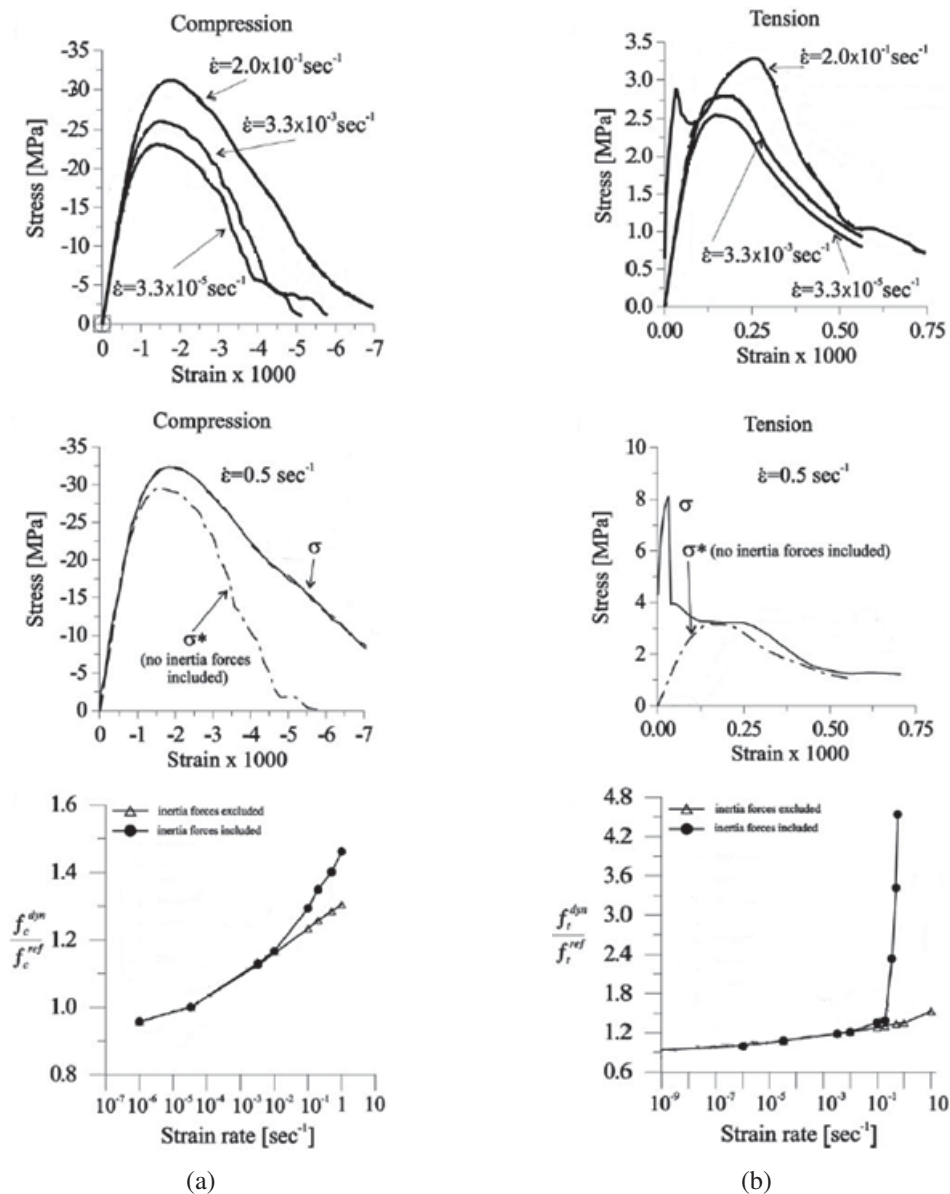 Compression
-35
-30
-25
-20
-15
-10
-5
0
Stress [MPa]
ε̇=2.0x10⁻¹sec⁻¹
ε̇=3.3x10⁻³sec⁻¹
ε̇=3.3x10⁻⁵sec⁻¹
0 -1 -2 -3 -4 -5 -6 -7
Strain x 1000
Tension
3.5
3.0
2.5
2.0
1.5
1.0
0.5
0.0
Stress [MPa]
ε̇=2.0x10⁻¹sec⁻¹
ε̇=3.3x10⁻³sec⁻¹
ε̇=3.3x10⁻⁵sec⁻¹
0.00 0.25 0.50 0.75
Strain x 1000
Compression
-35
-30
-25
-20
-15
-10
-5
0
Stress [MPa]
ε̇=0.5 sec⁻¹
σ
σ*
(no inertia forces
included)
0 -1 -2 -3 -4 -5 -6 -7
Strain x 1000
Tension
10
8
6
4
2
0
Stress [MPa]
ε̇=0.5 sec⁻¹
σ
σ* (no inertia forces included)
0.00 0.25 0.50 0.75
Strain x 1000
1.6
1.4
1.2
1.0
0.8
inertia forces excluded
inertia forces included
f_c^dyn
f_c^ref
10⁻⁷ 10⁻⁶ 10⁻⁵ 10⁻⁴ 10⁻³ 10⁻² 10⁻¹ 1 10
Strain rate [sec⁻¹]
(a)
4.8
4.2
3.6
3.0
2.4
1.8
1.2
0.6
inertia forces excluded
inertia forces included
f_t^dyn
f_t^ref
10⁻⁹ 10⁻⁷ 10⁻⁵ 10⁻³ 10⁻¹ 10
Strain rate [sec⁻¹]
(b)